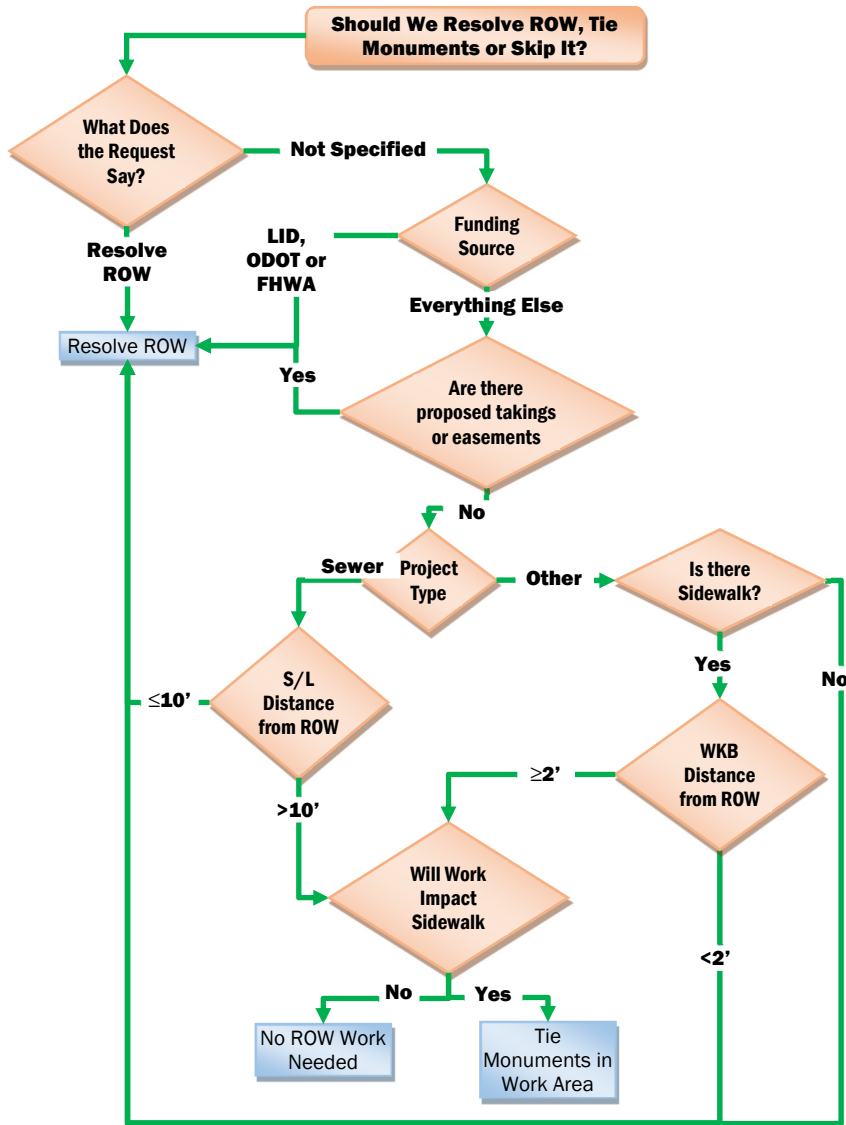 Should We Resolve ROW, Tie
Monuments or Skip It?
What Does
the Request
Say?
Not Specified
Funding
Source
LID,
ODOT or
FHWA
Resolve
ROW
Everything Else
Resolve ROW
Yes
Are there
proposed takings
or easements
No
Sewer
Project
Type
Other
Is there
Sidewalk?
Yes
No
S/L
Distance
from ROW
≤10’
WKB
Distance
from ROW
≥2’
>10’
Will Work
Impact
Sidewalk
<2’
No
Yes
No ROW Work
Needed
Tie
Monuments in
Work Area